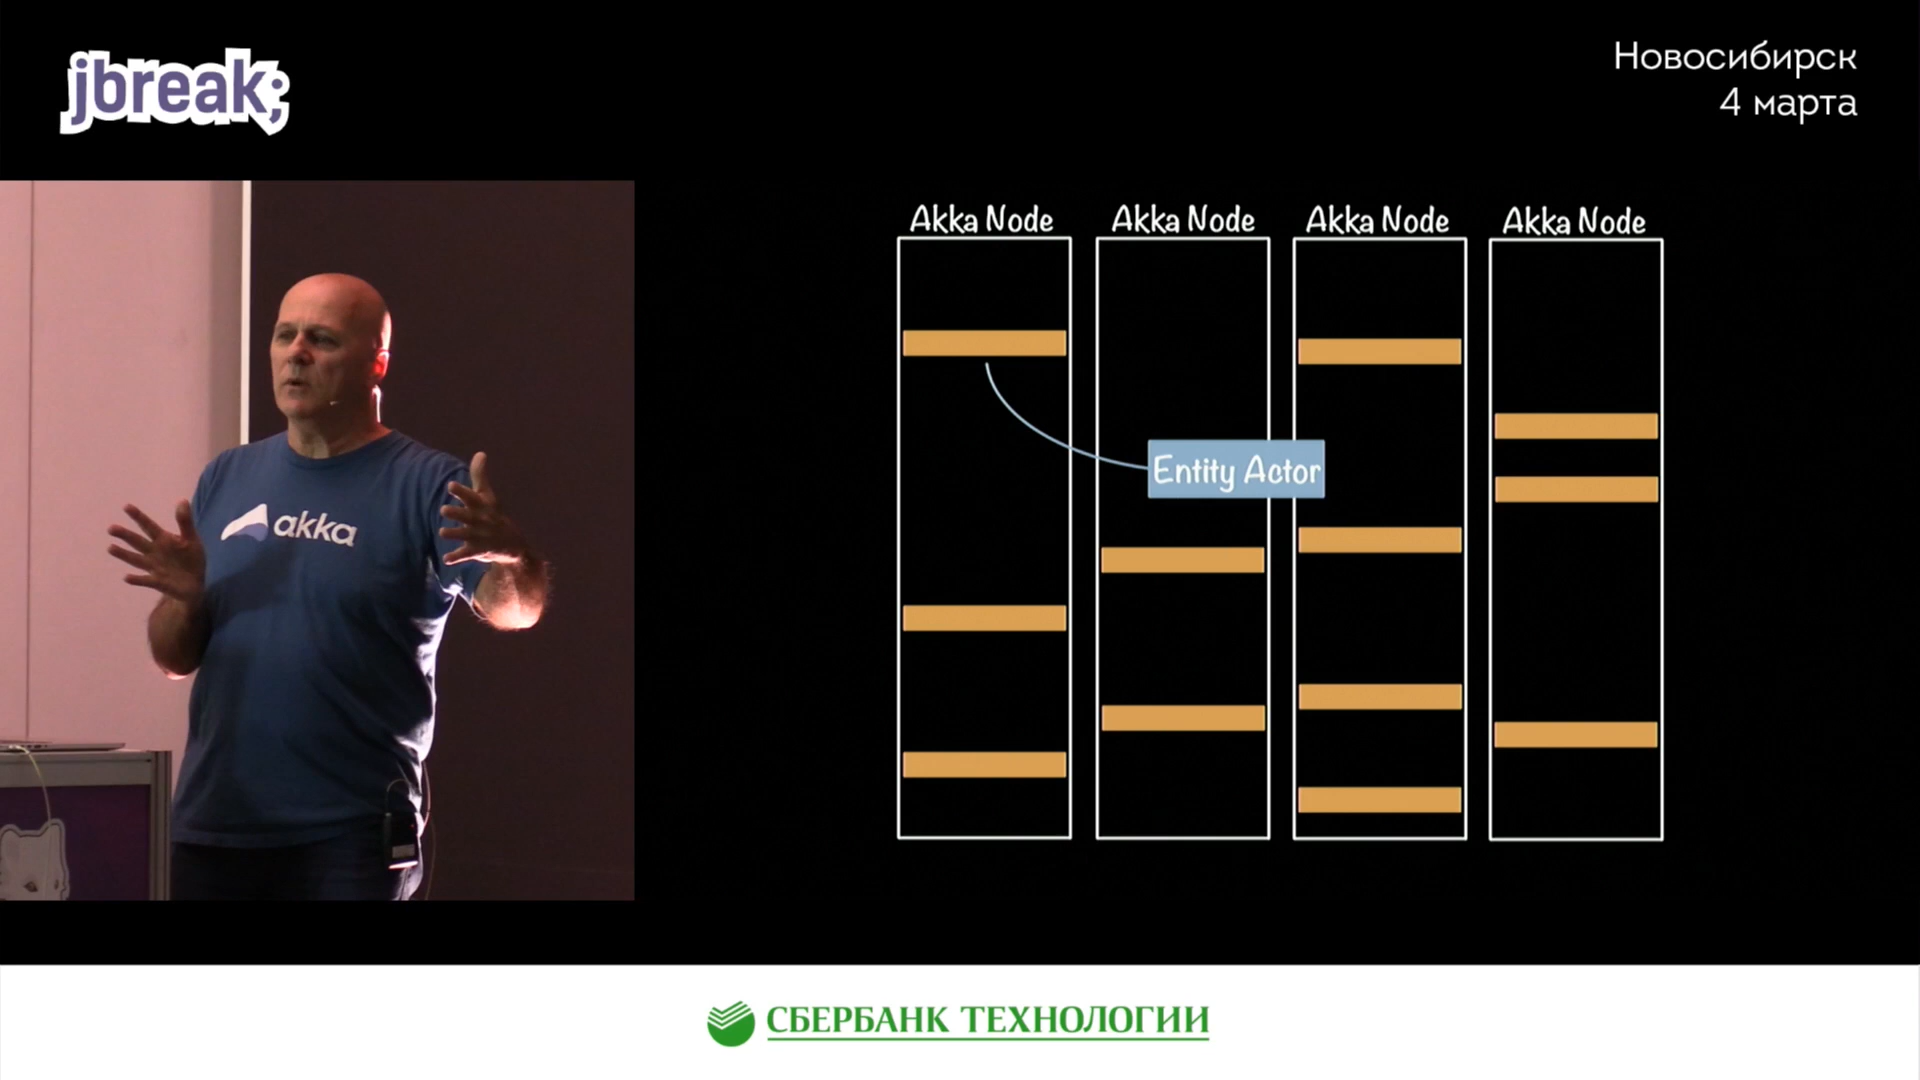 jbreak;
Новосибирск
4 марта
Akka Node
Akka Node
Akka Node
Akka Node
Entity Actor
akka
СБЕРБАНК ТЕХНОЛОГИИ